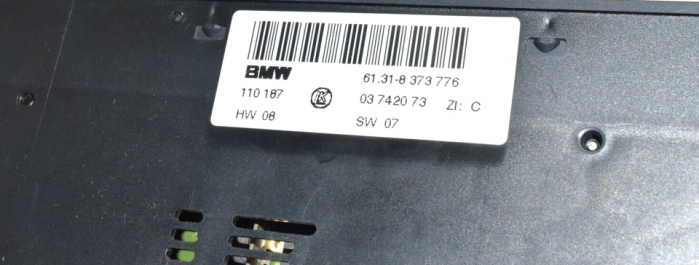 BMW 61.31-8 373 776
110 187 03 7420 73 ZI: C
HW 08 SW 07